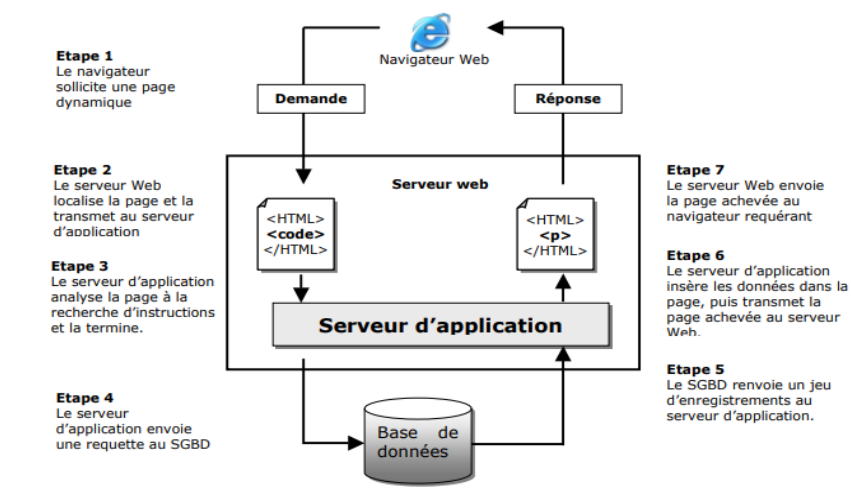 Navigateur Web
Etape 1
Le navigateur
sollicite une page
dynamique
Demande
Réponse
Etape 2
Le serveur Web
localise la page et la
transmet au serveur
d'application
Serveur web
<HTML>
<code>
</HTML>
<HTML>
<p>
</HTML>
Etape 7
Le serveur Web envoie
la page achevée au
navigateur requérant
Etape 3
Le serveur d'application
analyse la page à la
recherche d'instructions
et la termine.
Etape 6
Le serveur d'application
insère les données dans la
page, puis transmet la
page achevée au serveur
Web.
Serveur d'application
Etape 4
Le serveur
d'application envoie
une requette au SGBD
Base de
données
Etape 5
Le SGBD renvoie un jeu
d'enregistrements au
serveur d'application.